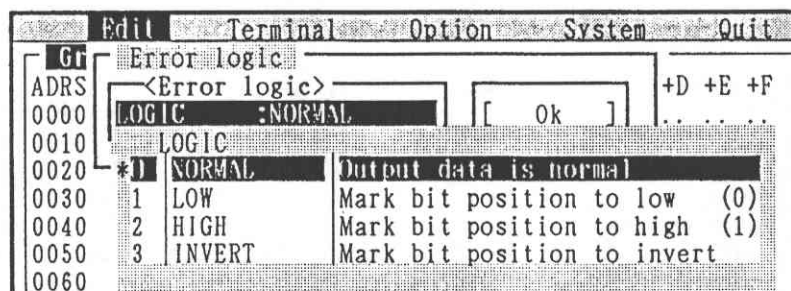 Edit Terminal Option System Quit
Gr Error logic
ADRS <Error logic> +D +E +F
0000 LOGIC :NORMAL [ Ok ] .. .. ..
0010 LOGIC
0020 *0 NORMAL Output data is normal
0030 1 LOW Mark bit position to low (0)
0040 2 HIGH Mark bit position to high (1)
0050 3 INVERT Mark bit position to invert
0060